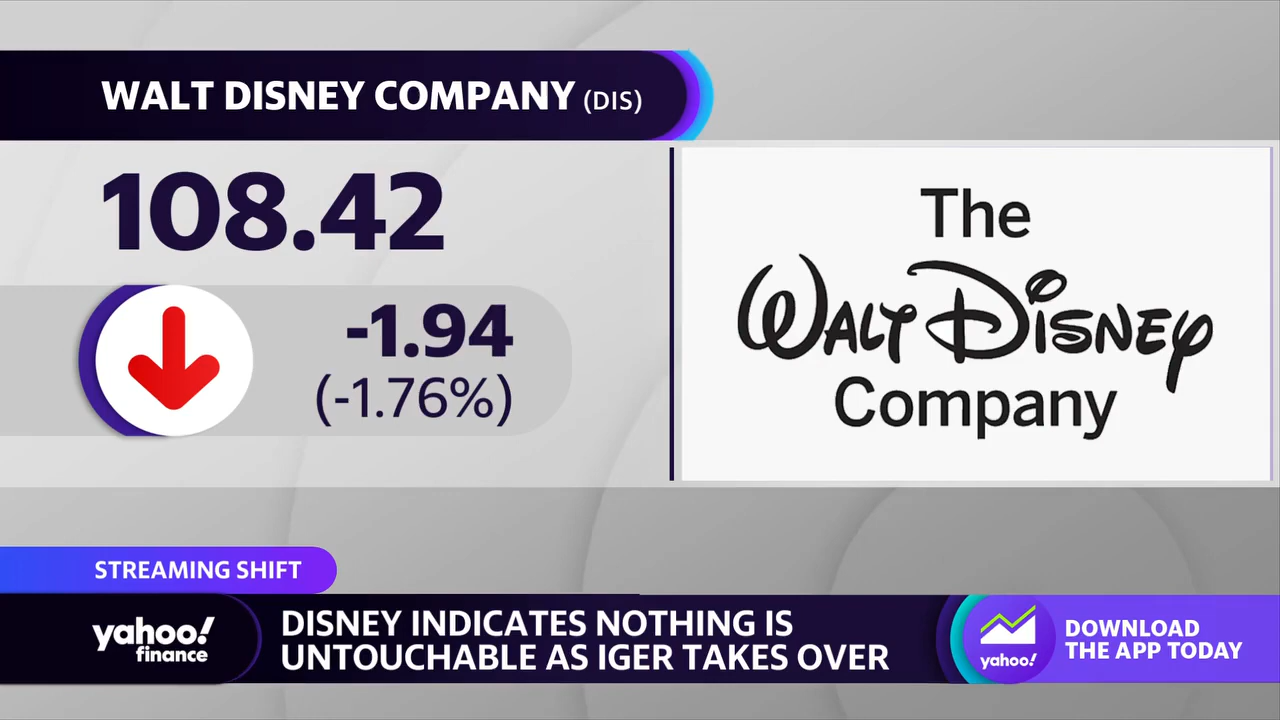 WALT DISNEY COMPANY (DIS)
108.42
-1.94
(-1.76%)
The
WALT DISNEY
Company
STREAMING SHIFT
yahoo!
finance
DISNEY INDICATES NOTHING IS
UNTOUCHABLE AS IGER TAKES OVER
yahoo!
DOWNLOAD
THE APP TODAY